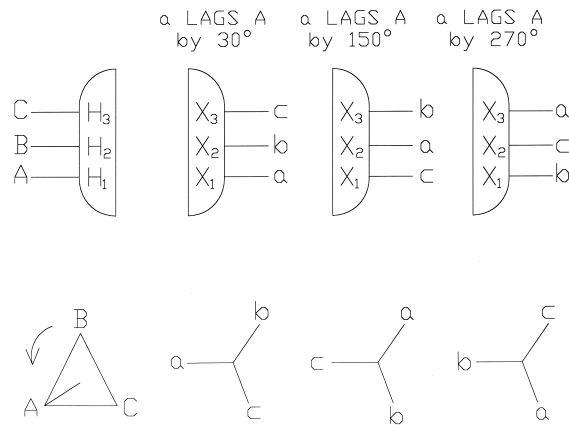 a LAGS A
by 30°
a LAGS A
by 150°
a LAGS A
by 270°
C H₃ X₃ c X₃ b X₃ a
B H₂ X₂ b X₂ a X₂ c
A H₁ X₁ a X₁ c X₁ b
B b a c
a c b
A C c b a